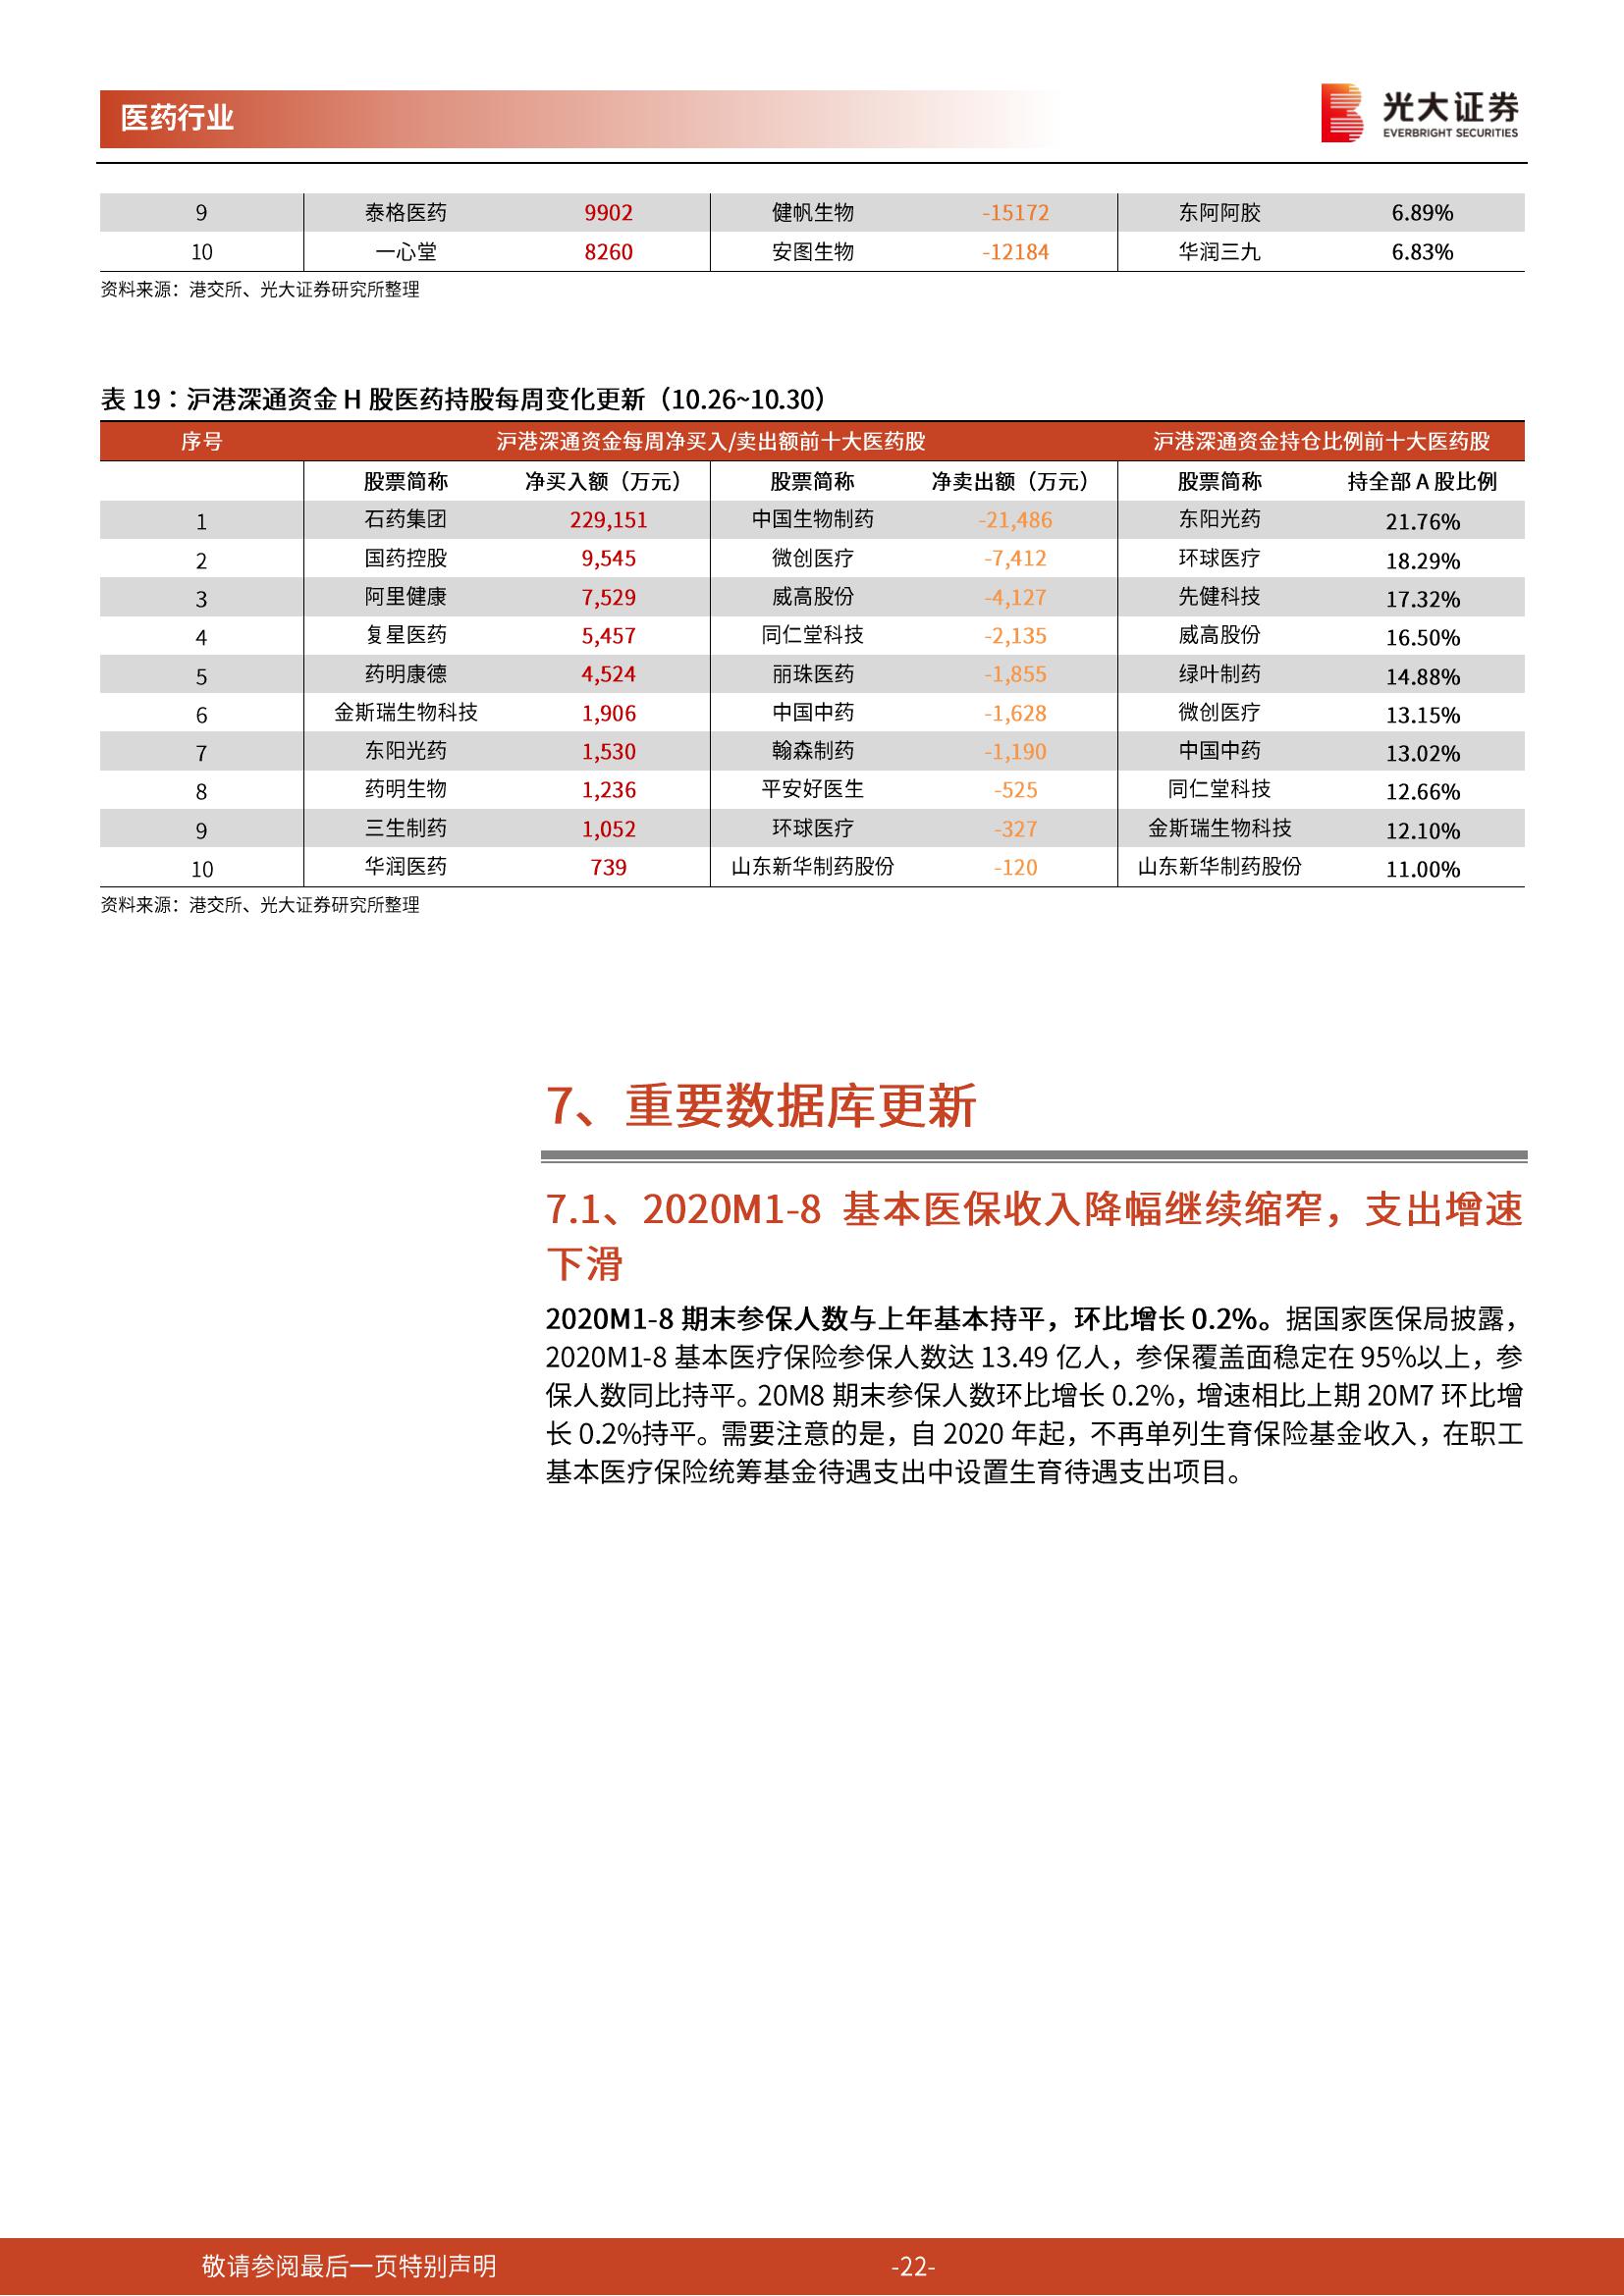 医药行业
光大证券
EVERBRIGHT SECURITIES
9 泰格医药 9902 健帆生物 -15172 东阿阿胶 6.89%
10 一心堂 8260 安图生物 -12184 华润三九 6.83%
资料来源：港交所、光大证券研究所整理
表 19：沪港深通资金 H 股医药持股每周变化更新（10.26~10.30）
序号 沪港深通资金每周净买入/卖出额前十大医药股 沪港深通资金持仓比例前十大医药股
股票简称 净买入额（万元） 股票简称 净卖出额（万元） 股票简称 持全部 A 股比例
1 石药集团 229,151 中国生物制药 -21,486 东阳光药 21.76%
2 国药控股 9,545 微创医疗 -7,412 环球医疗 18.29%
3 阿里健康 7,529 威高股份 -4,127 先健科技 17.32%
4 复星医药 5,457 同仁堂科技 -2,135 威高股份 16.50%
5 药明康德 4,524 丽珠医药 -1,855 绿叶制药 14.88%
6 金斯瑞生物科技 1,906 中国中药 -1,628 微创医疗 13.15%
7 东阳光药 1,530 翰森制药 -1,190 中国中药 13.02%
8 药明生物 1,236 平安好医生 -525 同仁堂科技 12.66%
9 三生制药 1,052 环球医疗 -327 金斯瑞生物科技 12.10%
10 华润医药 739 山东新华制药股份 -120 山东新华制药股份 11.00%
资料来源：港交所、光大证券研究所整理
7、重要数据库更新
7.1、2020M1-8 基本医保收入降幅继续缩窄，支出增速
下滑
2020M1-8 期末参保人数与上年基本持平，环比增长 0.2%。据国家医保局披露，
2020M1-8 基本医疗保险参保人数达 13.49 亿人，参保覆盖面稳定在 95%以上，参
保人数同比持平。20M8 期末参保人数环比增长 0.2%，增速相比上期 20M7 环比增
长 0.2%持平。需要注意的是，自 2020 年起，不再单列生育保险基金收入，在职工
基本医疗保险统筹基金待遇支出中设置生育待遇支出项目。
敬请参阅最后一页特别声明 -22-